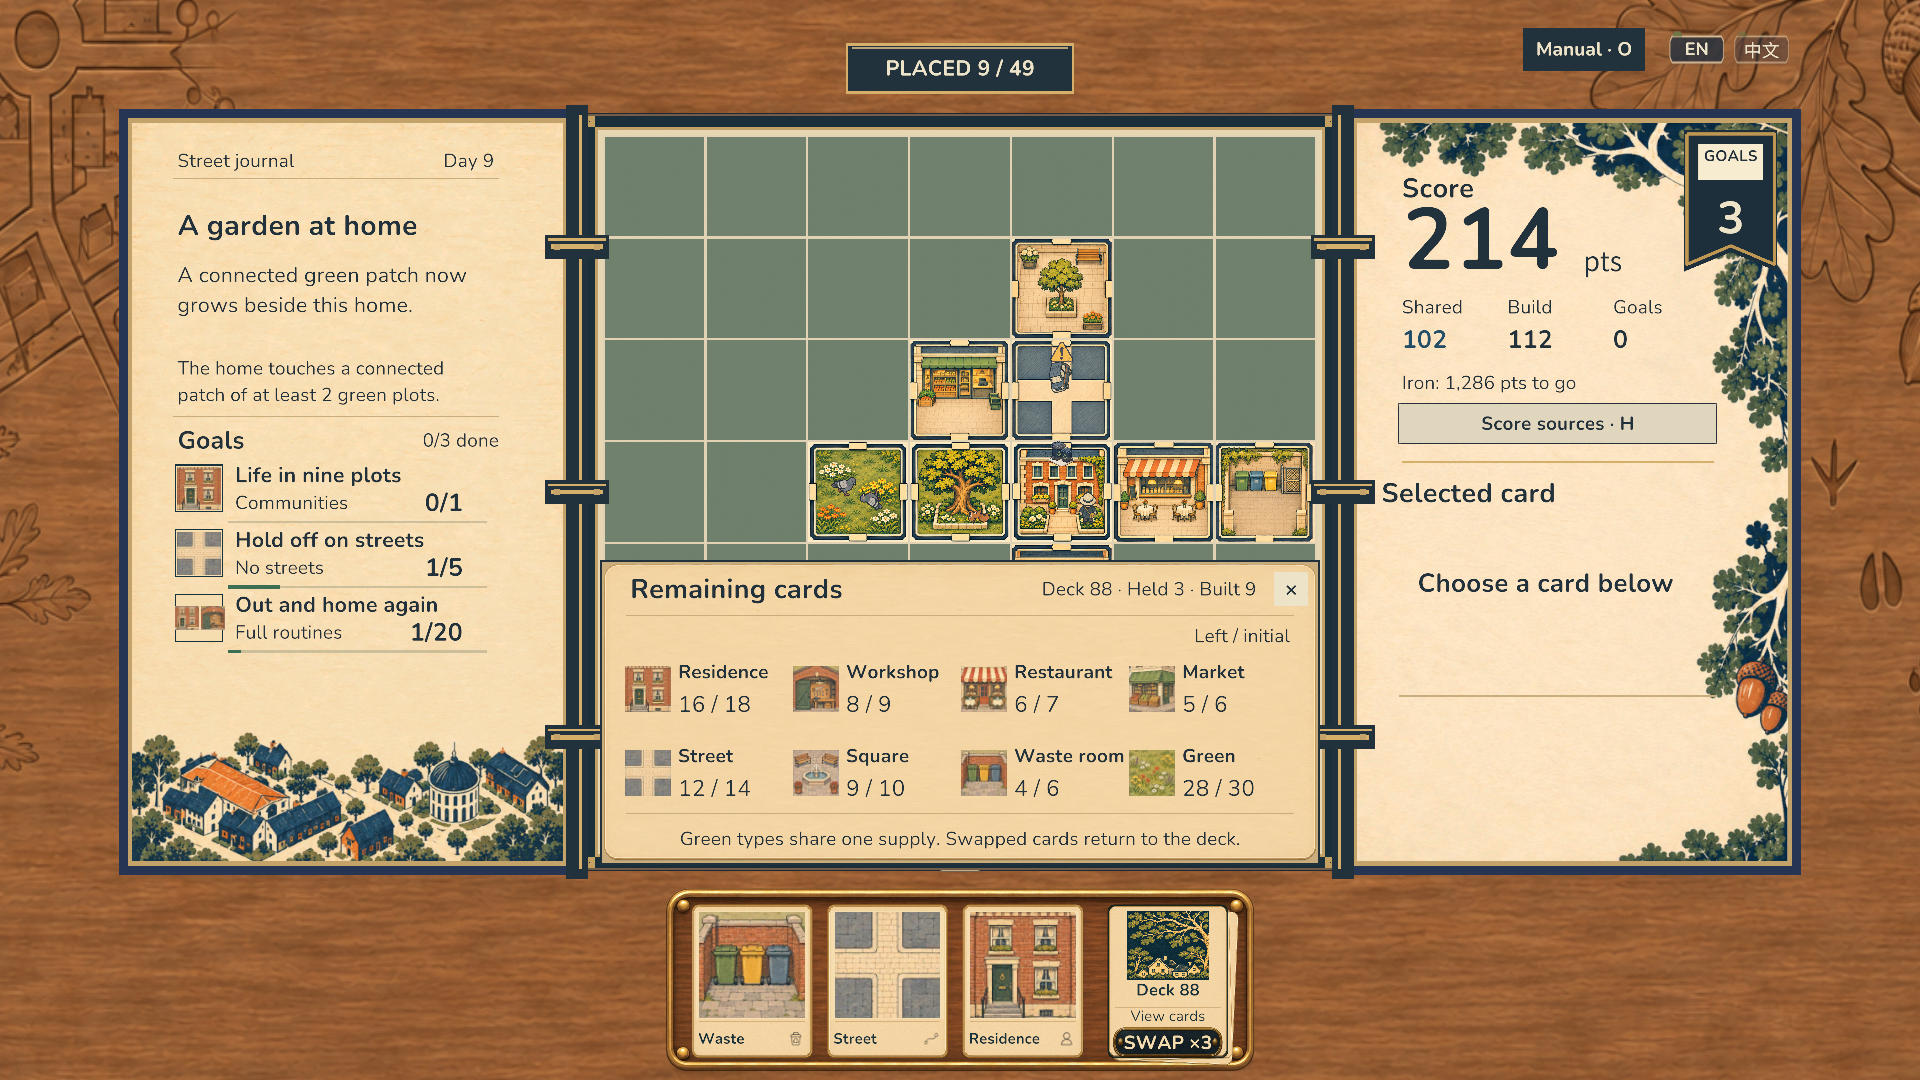 PLACED 9 / 49
Manual · O
EN
中文
Street journal
Day 9
A garden at home
A connected green patch now
grows beside this home.
The home touches a connected
patch of at least 2 green plots.
Goals
0/3 done
Life in nine plots
Communities
0/1
Hold off on streets
No streets
1/5
Out and home again
Full routines
1/20
GOALS
3
Score
214 pts
Shared
Build
Goals
102
112
0
Iron: 1,286 pts to go
Score sources · H
Selected card
Choose a card below
Remaining cards
Deck 88 · Held 3 · Built 9
×
Left / initial
Residence
16 / 18
Workshop
8 / 9
Restaurant
6 / 7
Market
5 / 6
Street
12 / 14
Square
9 / 10
Waste room
4 / 6
Green
28 / 30
Green types share one supply. Swapped cards return to the deck.
Waste
Street
Residence
Deck 88
View cards
SWAP ×3